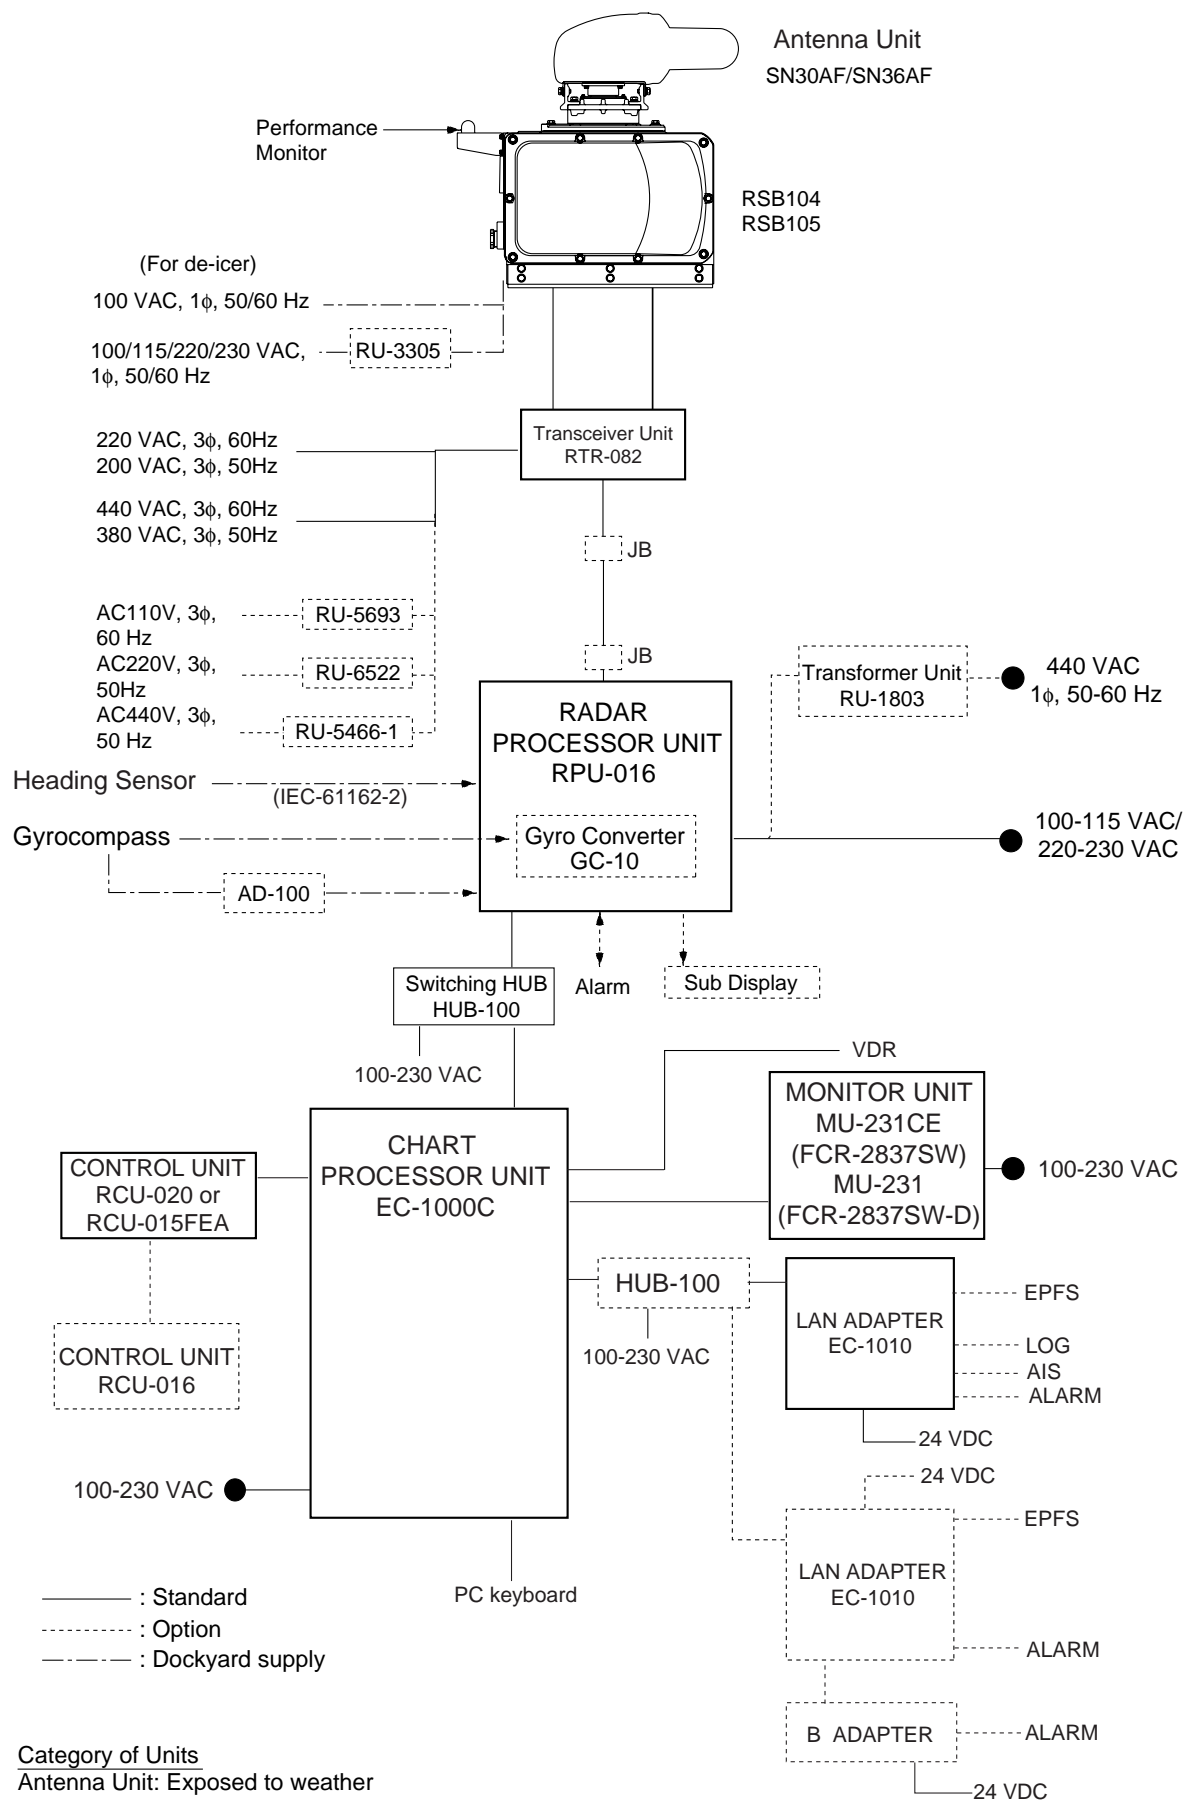 Antenna Unit
SN30AF/SN36AF
Performance
Monitor
RSB104
RSB105
(For de-icer)
100 VAC, 1ϕ, 50/60 Hz
100/115/220/230 VAC,
1ϕ, 50/60 Hz
RU-3305
Transceiver Unit
RTR-082
220 VAC, 3ϕ, 60Hz
200 VAC, 3ϕ, 50Hz
440 VAC, 3ϕ, 60Hz
380 VAC, 3ϕ, 50Hz
JB
AC110V, 3ϕ,
60 Hz
RU-5693
AC220V, 3ϕ,
50Hz
RU-6522
AC440V, 3ϕ,
50 Hz
RU-5466-1
JB
Transformer Unit
RU-1803
440 VAC
1ϕ, 50-60 Hz
RADAR
PROCESSOR UNIT
RPU-016
Heading Sensor
(IEC-61162-2)
Gyrocompass
Gyro Converter
GC-10
100-115 VAC/
220-230 VAC
AD-100
Switching HUB
HUB-100
Alarm
Sub Display
100-230 VAC
VDR
MONITOR UNIT
MU-231CE
(FCR-2837SW)
MU-231
(FCR-2837SW-D)
100-230 VAC
CHART
PROCESSOR UNIT
EC-1000C
CONTROL UNIT
RCU-020 or
RCU-015FEA
HUB-100
100-230 VAC
LAN ADAPTER
EC-1010
EPFS
LOG
AIS
ALARM
24 VDC
CONTROL UNIT
RCU-016
100-230 VAC
24 VDC
EPFS
LAN ADAPTER
EC-1010
ALARM
PC keyboard
: Standard
: Option
: Dockyard supply
B ADAPTER
ALARM
24 VDC
Category of Units
Antenna Unit: Exposed to weather